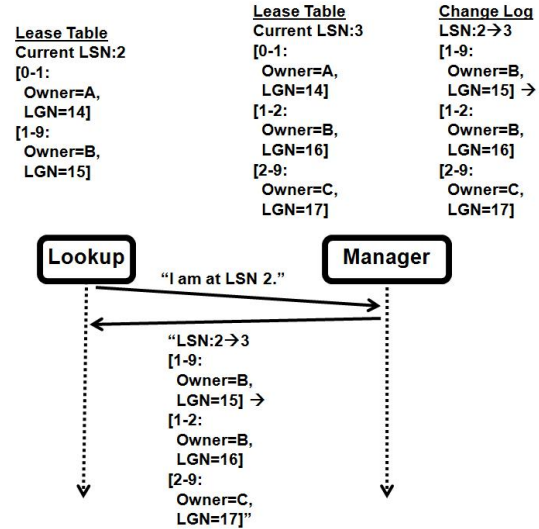 Lease Table
Current LSN:2
[0-1:
Owner=A,
LGN=14]
[1-9:
Owner=B,
LGN=15]
Lease Table
Current LSN:3
[0-1:
Owner=A,
LGN=14]
[1-2:
Owner=B,
LGN=16]
[2-9:
Owner=C,
LGN=17]
Change Log
LSN:2→3
[1-9:
Owner=B,
LGN=15] →
[1-2:
Owner=B,
LGN=16]
[2-9:
Owner=C,
LGN=17]
Lookup
Manager
“I am at LSN 2.”
“LSN:2→3
[1-9:
Owner=B,
LGN=15] →
[1-2:
Owner=B,
LGN=16]
[2-9:
Owner=C,
LGN=17]”